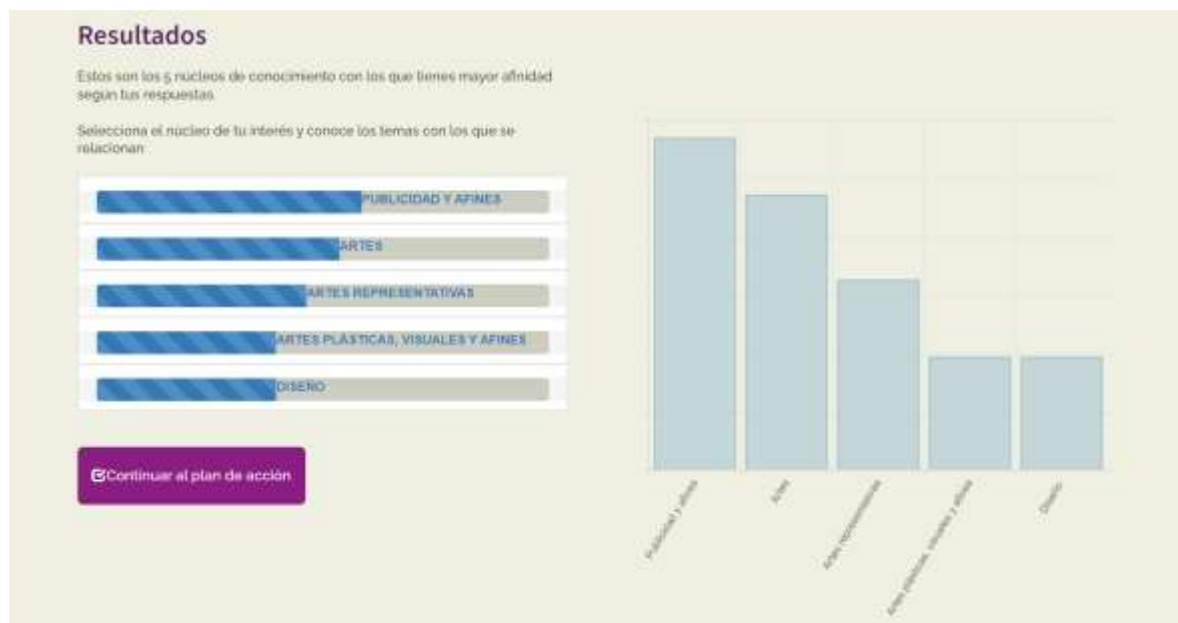 Resultados
Estos son los 5 núcleos de conocimiento con los que tienes mayor afinidad
según tus respuestas.
Selecciona el núcleo de tu interés y conoce los temas con los que se
relacionan
PUBLICIDAD Y AFINES
ARTES
ARTES REPRESENTATIVAS
ARTES PLÁSTICAS, VISUALES Y AFINES
DISEÑO
Continuar al plan de acción
Publicidad y afines
Artes
Artes representativas
Artes plásticas, visuales y afines
Diseño